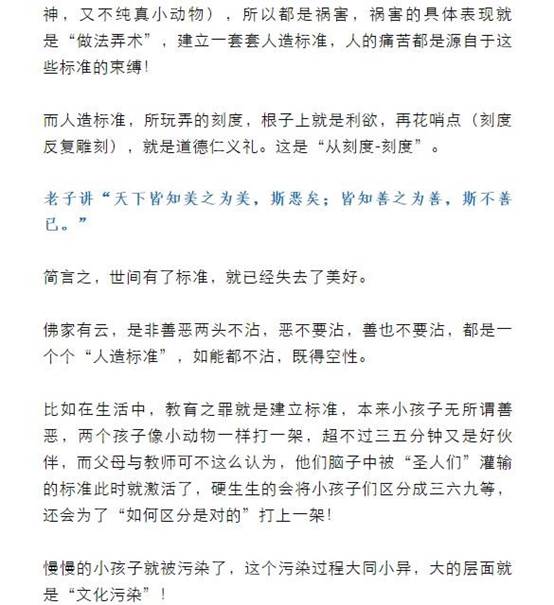 神，又不纯真小动物），所以都是祸害，祸害的具体表现就
是“做法弄术”，建立一套套人造标准，人的痛苦都是源自于这
些标准的束缚！
而人造标准，所玩弄的刻度，根子上就是利欲，再花哨点（刻度
反复雕刻），就是道德仁义礼。这是“从刻度-刻度”。
老子讲“天下皆知美之为美，斯恶矣；皆知善之为善，斯不善
已。”
简言之，世间有了标准，就已经失去了美好。
佛家有云，是非善恶两头不沾，恶不要沾，善也不要沾，都是一
个个“人造标准”，如能都不沾，既得空性。
比如在生活中，教育之罪就是建立标准，本来小孩子无所谓善
恶，两个孩子像小动物一样打一架，超不过三五分钟又是好伙
伴，而父母与教师可不这么认为，他们脑子中被“圣人们”灌输
的标准此时就激活了，硬生生的会将小孩子们区分成三六九等，
还会为了“如何区分是对的”打上一架！
慢慢的小孩子就被污染了，这个污染过程大同小异，大的层面就
是“文化污染”！